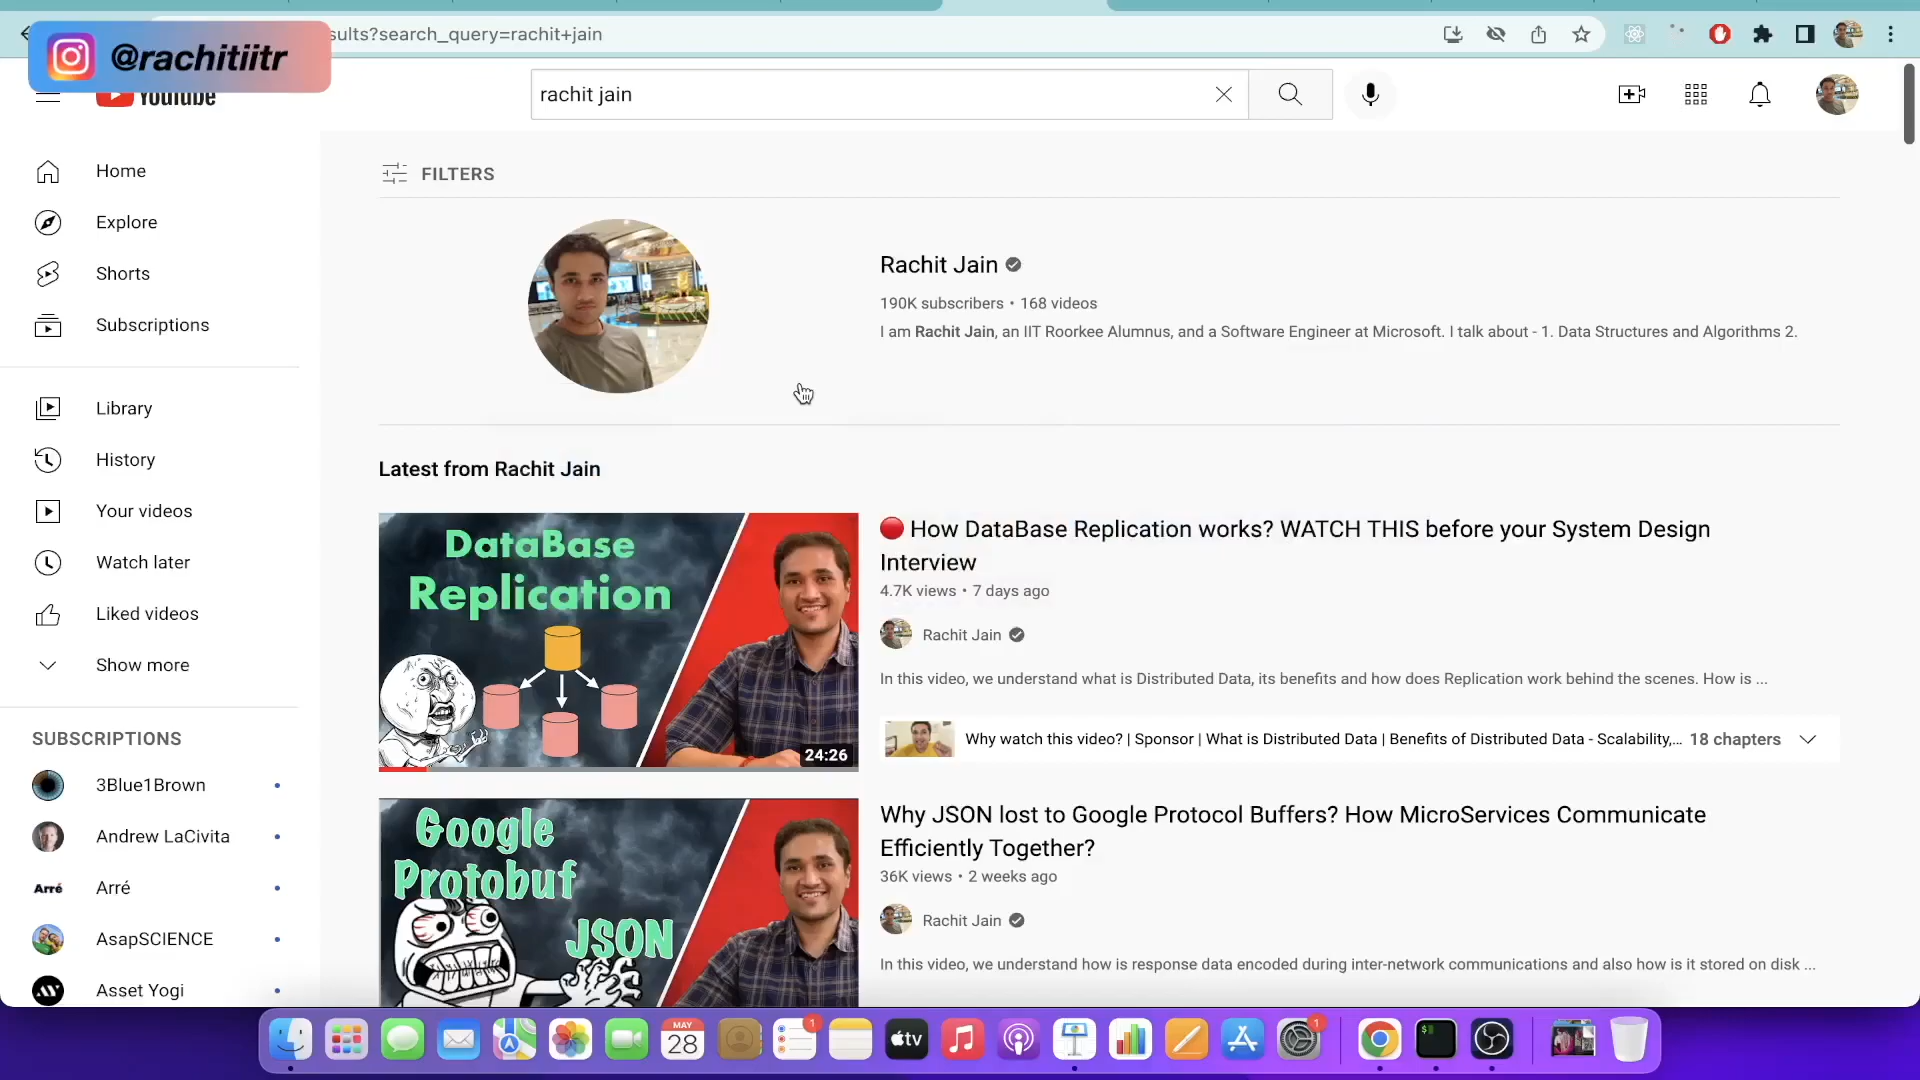 @rachitiitr
sults?search_query=rachit+jain
YouTube
rachit jain
Home
Explore
Shorts
Subscriptions
Library
History
Your videos
Watch later
Liked videos
Show more
SUBSCRIPTIONS
3Blue1Brown
Andrew LaCivita
Arré
Arré
AsapSCIENCE
Asset Yogi
FILTERS
Rachit Jain
190K subscribers • 168 videos
I am Rachit Jain, an IIT Roorkee Alumnus, and a Software Engineer at Microsoft. I talk about - 1. Data Structures and Algorithms 2.
Latest from Rachit Jain
DataBase
Replication
24:26
How DataBase Replication works? WATCH THIS before your System Design
Interview
4.7K views • 7 days ago
Rachit Jain
In this video, we understand what is Distributed Data, its benefits and how does Replication work behind the scenes. How is ...
Why watch this video? | Sponsor | What is Distributed Data | Benefits of Distributed Data - Scalability,... 18 chapters
Google
Protobuf
JSON
Why JSON lost to Google Protocol Buffers? How MicroServices Communicate
Efficiently Together?
36K views • 2 weeks ago
Rachit Jain
In this video, we understand how is response data encoded during inter-network communications and also how is it stored on disk ...
MAY
28
1
tv
1
$